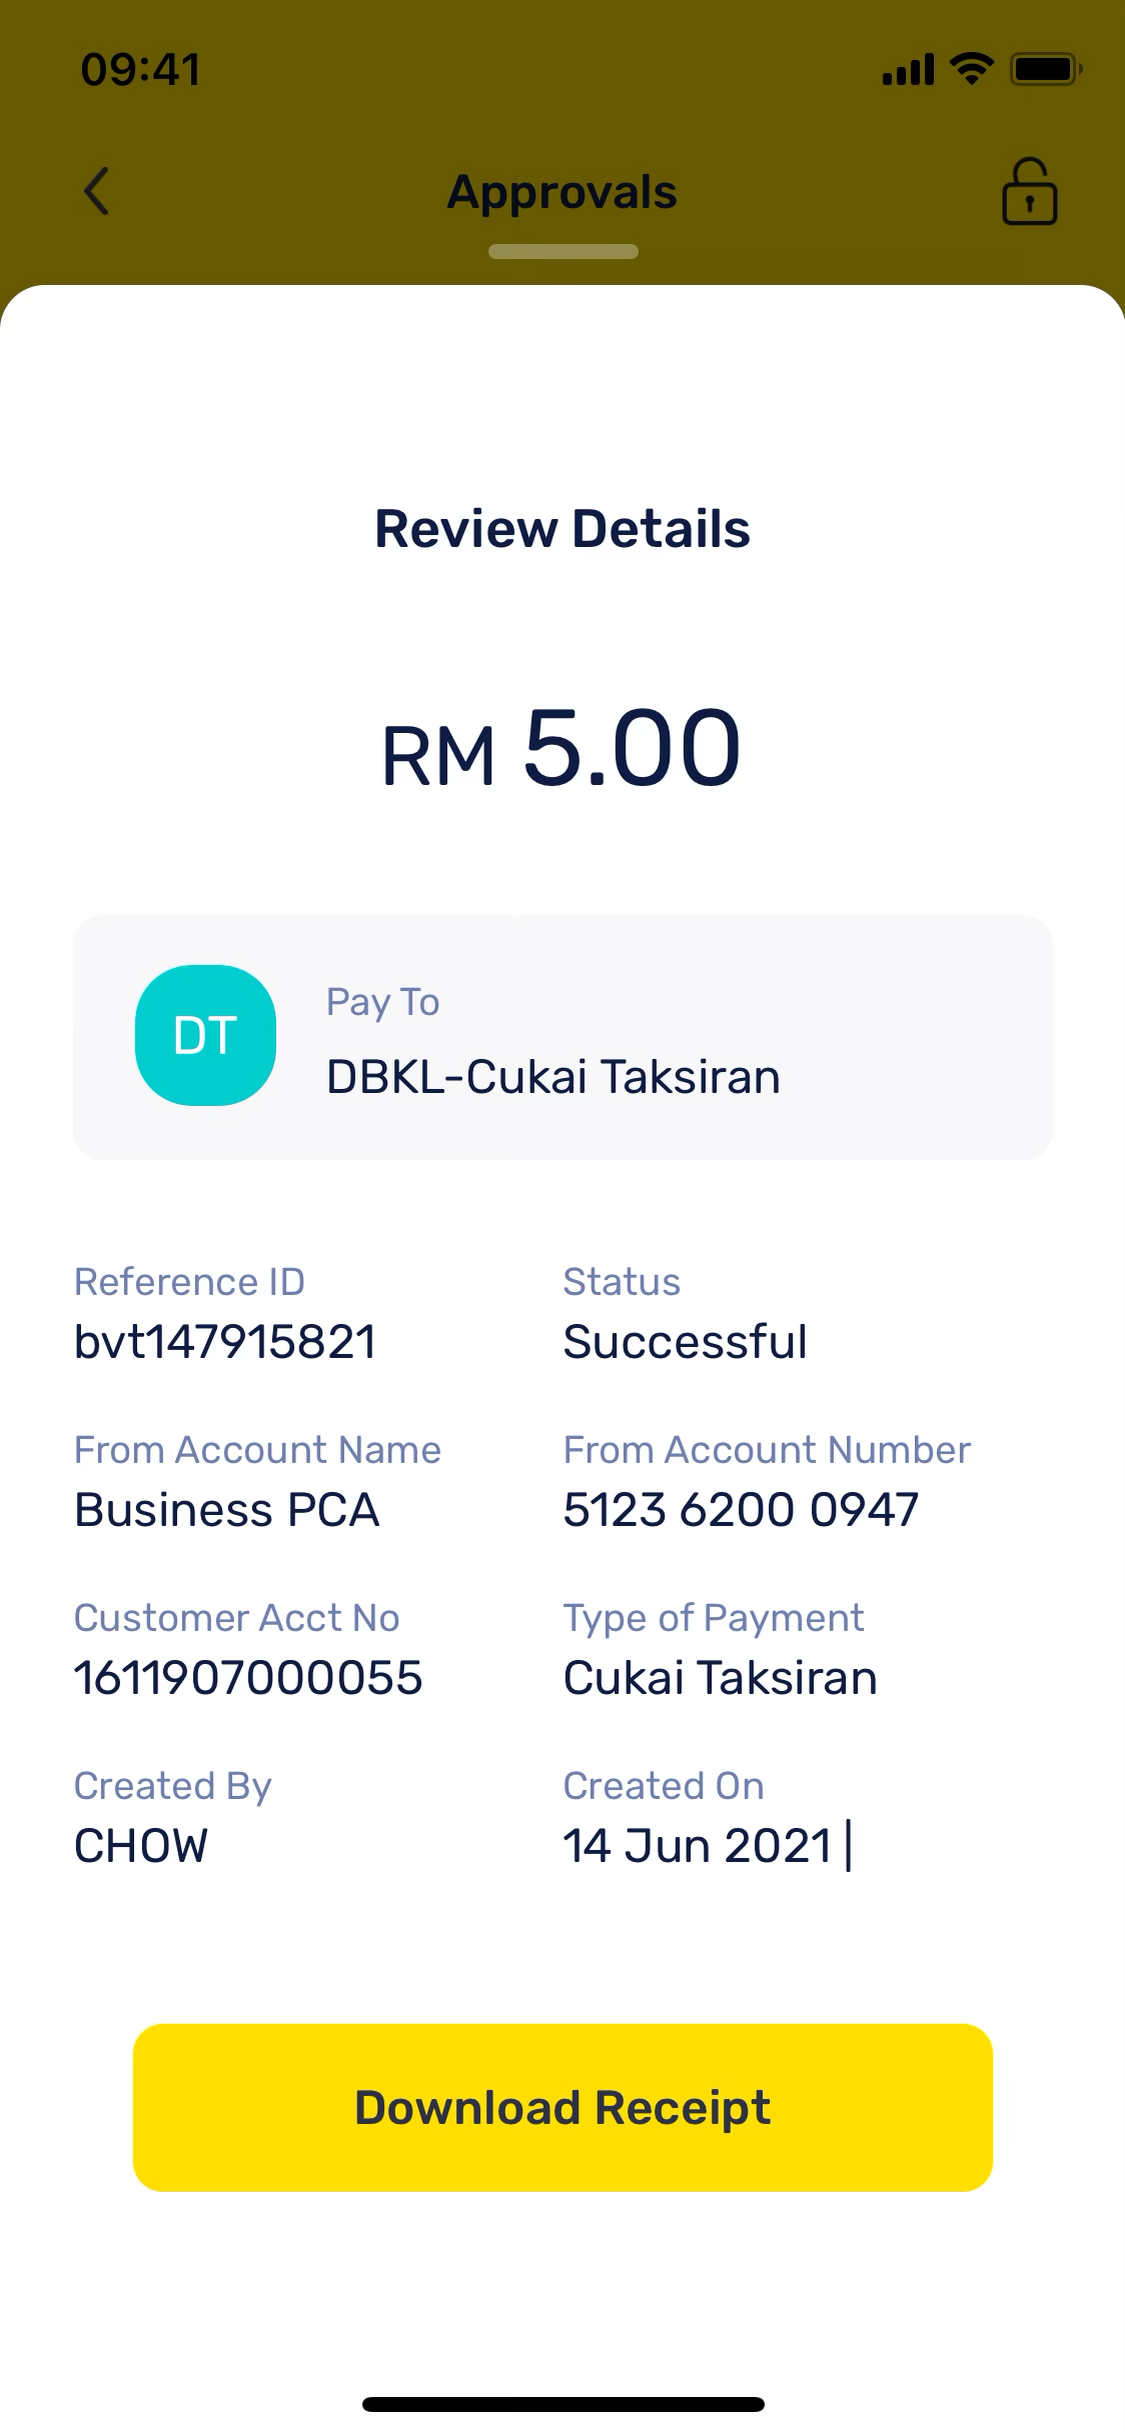 09:41
Approvals
Review Details
RM 5.00
DT
Pay To
DBKL-Cukai Taksiran
Reference ID
bvt147915821
Status
Successful
From Account Name
Business PCA
From Account Number
5123 6200 0947
Customer Acct No
1611907000055
Type of Payment
Cukai Taksiran
Created By
CHOW
Created On
14 Jun 2021 |
Download Receipt